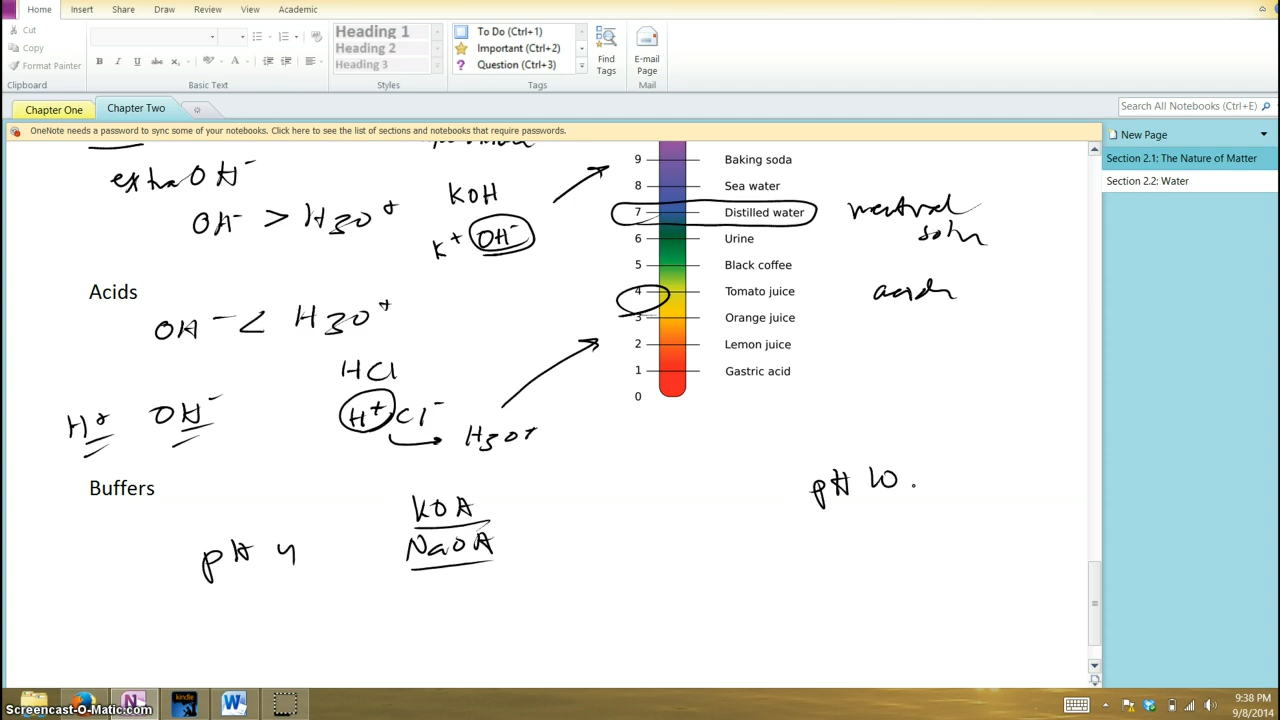 Home Insert Share Draw Review View Academic
Cut
Copy
Format Painter
Clipboard
B I U abc X₂ A
Basic Text
Heading 1
Heading 2
Heading 3
Styles
To Do (Ctrl+1)
Important (Ctrl+2)
? Question (Ctrl+3)
Tags
Find
Tags
E-mail
Page
Mail
Chapter One Chapter Two
Search All Notebooks (Ctrl+E)
OneNote needs a password to sync some of your notebooks. Click here to see the list of sections and notebooks that require passwords.
New Page
Section 2.1: The Nature of Matter
Section 2.2: Water
extra OH⁻
OH⁻ > H3O⁺
KOH
K⁺ OH⁻
9 Baking soda
8 Sea water
7 Distilled water
6 Urine
5 Black coffee
4 Tomato juice
3 Orange juice
2 Lemon juice
1 Gastric acid
0
neutral
soln
acids
Acids
OH⁻ < H3O⁺
HCl
H⁺ Cl⁻
H3O⁺
H⁺ OH⁻
Buffers
pH 4
KOH
NaOH
pH 10.
Screencast-O-Matic.com
9:38 PM
9/8/2014